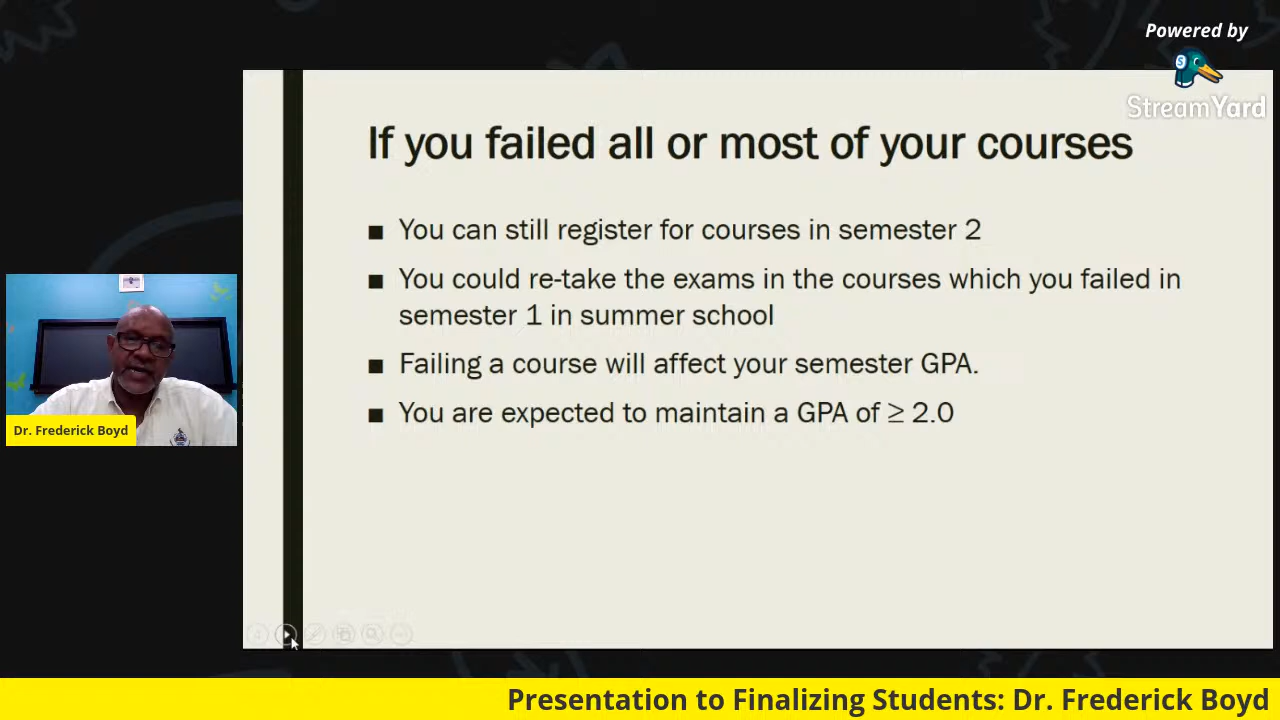 Powered by
StreamYard
If you failed all or most of your courses
■ You can still register for courses in semester 2
■ You could re-take the exams in the courses which you failed in
semester 1 in summer school
■ Failing a course will affect your semester GPA.
■ You are expected to maintain a GPA of ≥ 2.0
Dr. Frederick Boyd
Presentation to Finalizing Students: Dr. Frederick Boyd